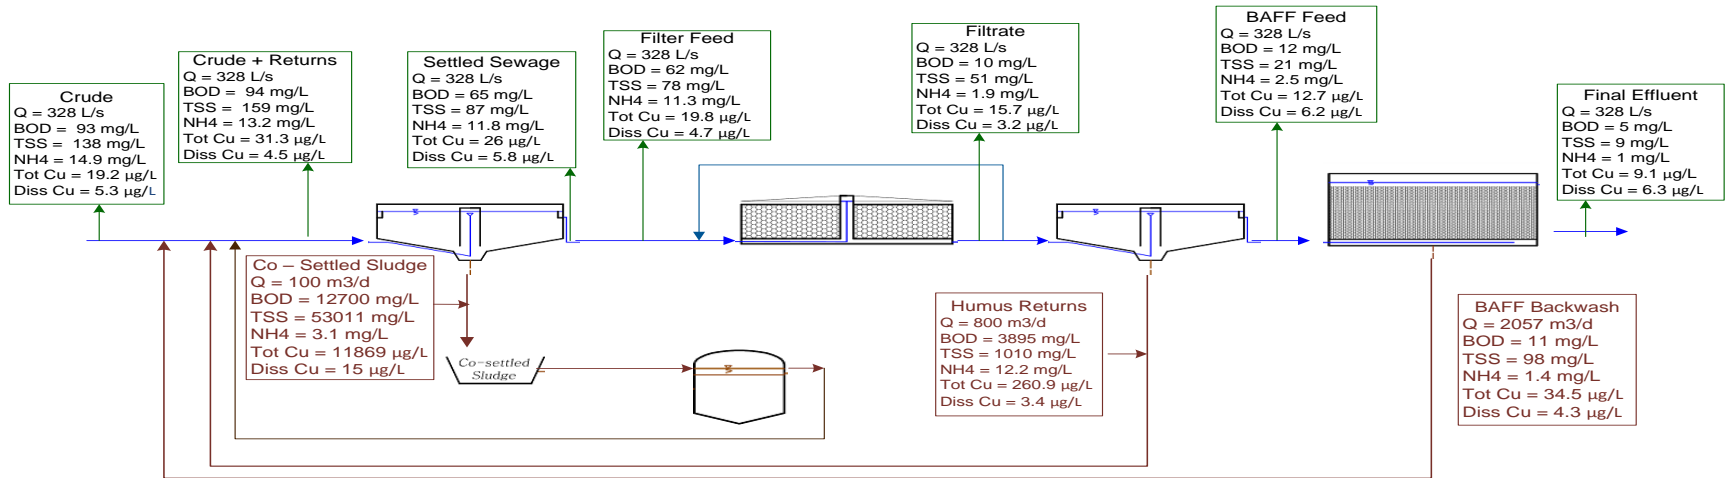 Crude
Q = 328 L/s
BOD = 93 mg/L
TSS = 138 mg/L
NH4 = 14.9 mg/L
Tot Cu = 19.2 µg/L
Diss Cu = 5.3 µg/L
Crude + Returns
Q = 328 L/s
BOD = 94 mg/L
TSS = 159 mg/L
NH4 = 13.2 mg/L
Tot Cu = 31.3 µg/L
Diss Cu = 4.5 µg/L
Settled Sewage
Q = 328 L/s
BOD = 65 mg/L
TSS = 87 mg/L
NH4 = 11.8 mg/L
Tot Cu = 26 µg/L
Diss Cu = 5.8 µg/L
Filter Feed
Q = 328 L/s
BOD = 62 mg/L
TSS = 78 mg/L
NH4 = 11.3 mg/L
Tot Cu = 19.8 µg/L
Diss Cu = 4.7 µg/L
Filtrate
Q = 328 L/s
BOD = 10 mg/L
TSS = 51 mg/L
NH4 = 1.9 mg/L
Tot Cu = 15.7 µg/L
Diss Cu = 3.2 µg/L
BAFF Feed
Q = 328 L/s
BOD = 12 mg/L
TSS = 21 mg/L
NH4 = 2.5 mg/L
Tot Cu = 12.7 µg/L
Diss Cu = 6.2 µg/L
Final Effluent
Q = 328 L/s
BOD = 5 mg/L
TSS = 9 mg/L
NH4 = 1 mg/L
Tot Cu = 9.1 µg/L
Diss Cu = 6.3 µg/L
Co – Settled Sludge
Q = 100 m3/d
BOD = 12700 mg/L
TSS = 53011 mg/L
NH4 = 3.1 mg/L
Tot Cu = 11869 µg/L
Diss Cu = 15 µg/L
Co-settled
Sludge
Humus Returns
Q = 800 m3/d
BOD = 3895 mg/L
TSS = 1010 mg/L
NH4 = 12.2 mg/L
Tot Cu = 260.9 µg/L
Diss Cu = 3.4 µg/L
BAFF Backwash
Q = 2057 m3/d
BOD = 11 mg/L
TSS = 98 mg/L
NH4 = 1.4 mg/L
Tot Cu = 34.5 µg/L
Diss Cu = 4.3 µg/L